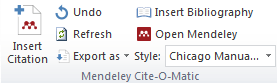 Undo Insert Bibliography
Insert Citation Refresh Open Mendeley
Export as Style: Chicago Manua...
Mendeley Cite-O-Matic